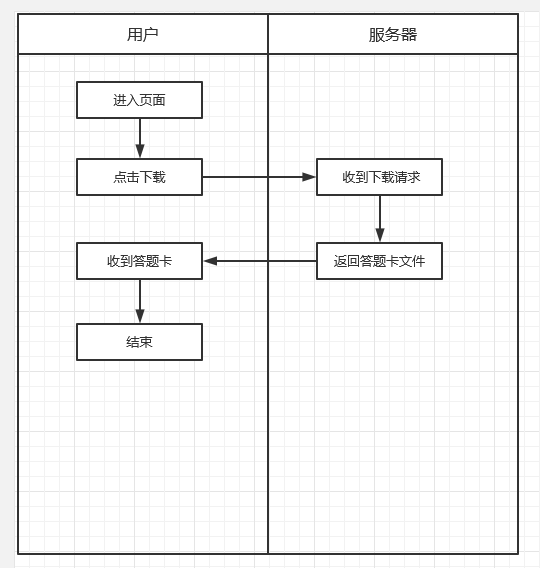 用户
服务器
进入页面
点击下载
收到下载请求
收到答题卡
返回答题卡文件
结束